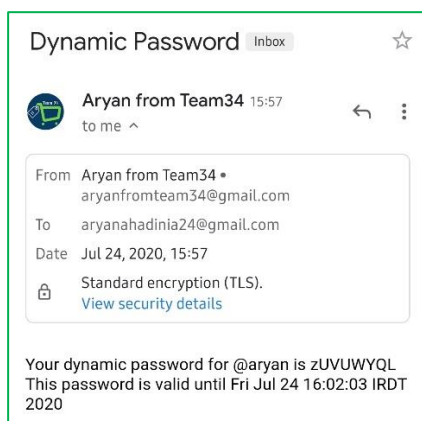 Dynamic Password Inbox
Aryan from Team34 15:57
to me
From Aryan from Team34 •
aryanfromteam34@gmail.com
To aryanahadinia24@gmail.com
Date Jul 24, 2020, 15:57
Standard encryption (TLS).
View security details
Your dynamic password for @aryan is zUVUWYQL
This password is valid until Fri Jul 24 16:02:03 IRDT
2020